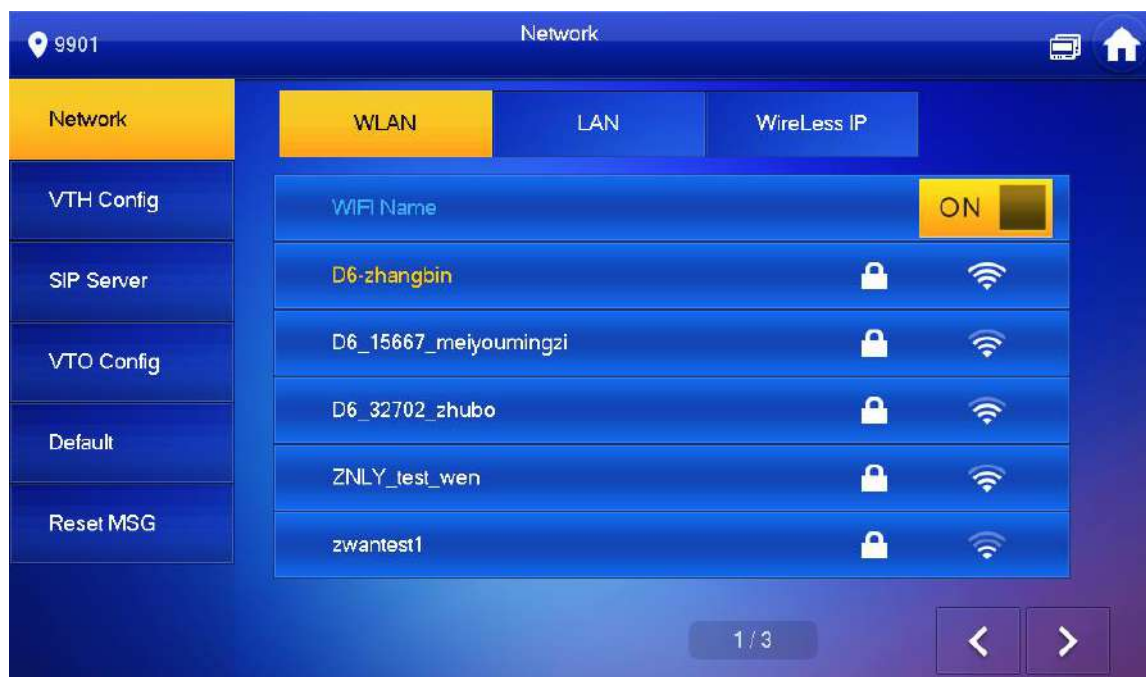 9901
Network
Network
WLAN
LAN
WireLess IP
VTH Config
WIFI Name
ON
SIP Server
D6-zhangbin
D6_15667_meiyoumingzi
VTO Config
D6_32702_zhubo
Default
ZNLY_test_wen
Reset MSG
zwantest1
1/3